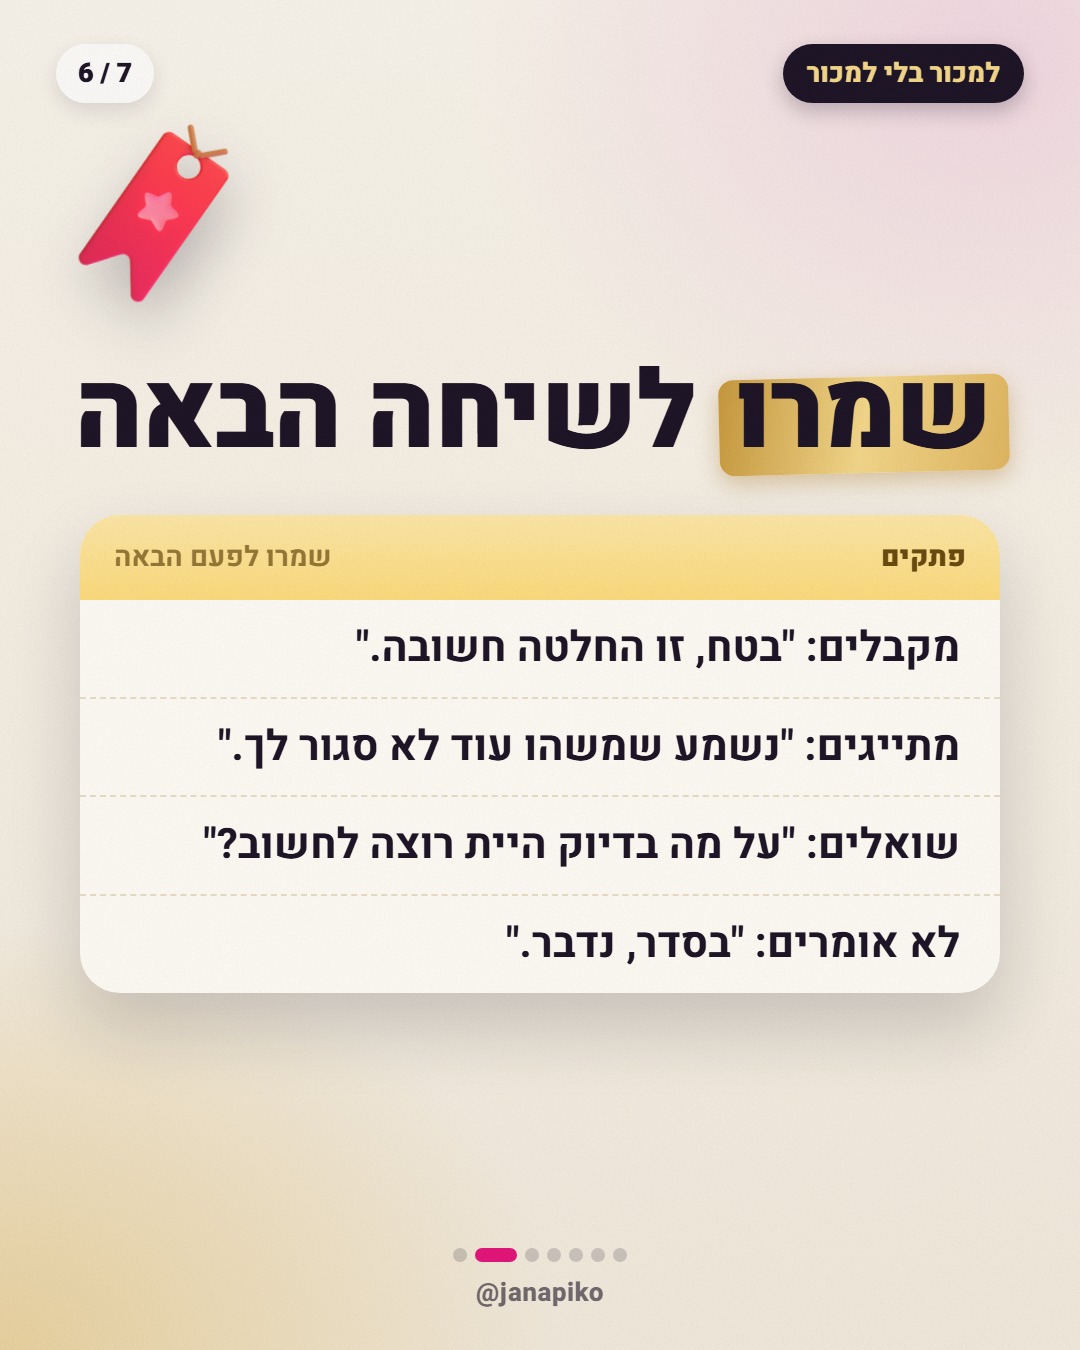 למכור בלי למכור
6 / 7
שמרו לשיחה הבאה
פתקים
שמרו לפעם הבאה
מקבלים: "בטח, זו החלטה חשובה."
מתייגים: "נשמע שמשהו עוד לא סגור לך."
שואלים: "על מה בדיוק היית רוצה לחשוב?"
לא אומרים: "בסדר, נדבר."
@janapiko